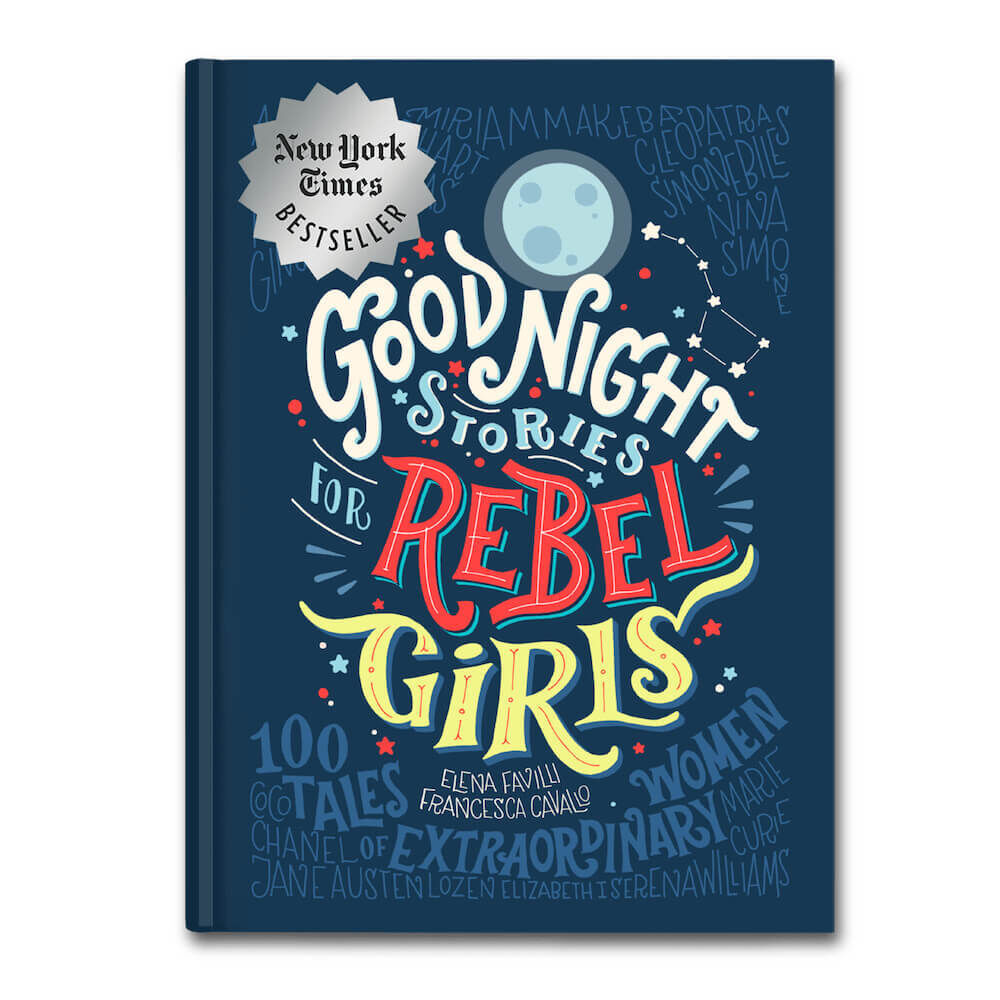 New York
Times
BESTSELLER
MIRIAM MAKEBA
CLEOPATRA
SIMONE BILES
NINA
SIMONE
GOOD NIGHT
STORIES
FOR
REBEL
GIRLS
ELENA FAVILLI
FRANCESCA CAVALLO
100
TALES
OF EXTRAORDINARY
WOMEN
COCO
CHANEL
MARIE
CURIE
JANE AUSTEN LOZEN ELIZABETH I SERENA WILLIAMS